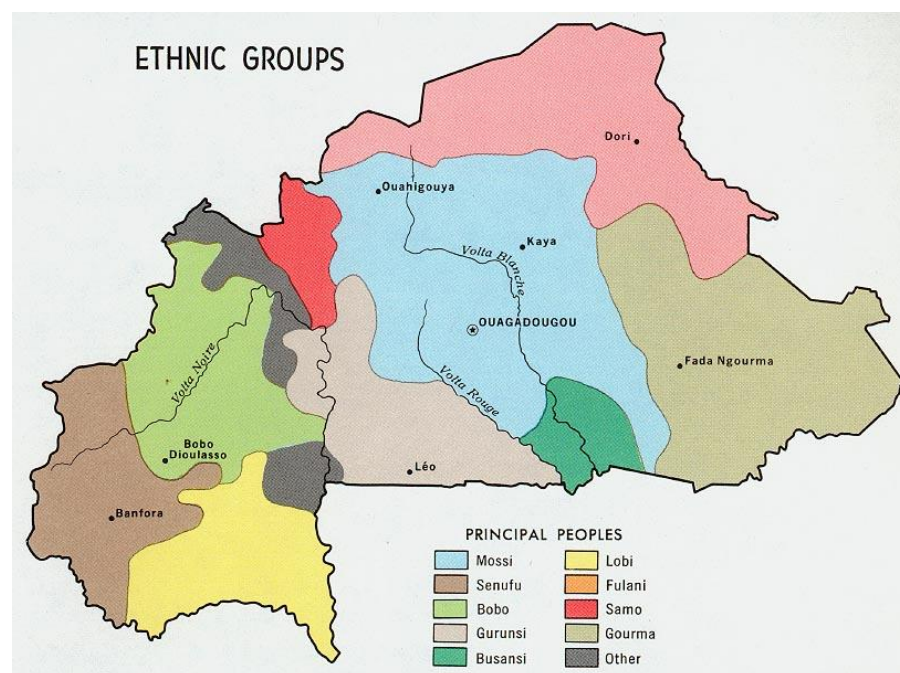 ETHNIC GROUPS
Dori
Ouahigouya
Kaya
Volta Blanche
OUAGADOUGOU
Fada Ngourma
Volta Noire
Volta Rouge
Bobo
Dioulasso
Léo
Banfora
PRINCIPAL PEOPLES
Mossi
Senufu
Bobo
Gurunsi
Busansi
Lobi
Fulani
Samo
Gourma
Other